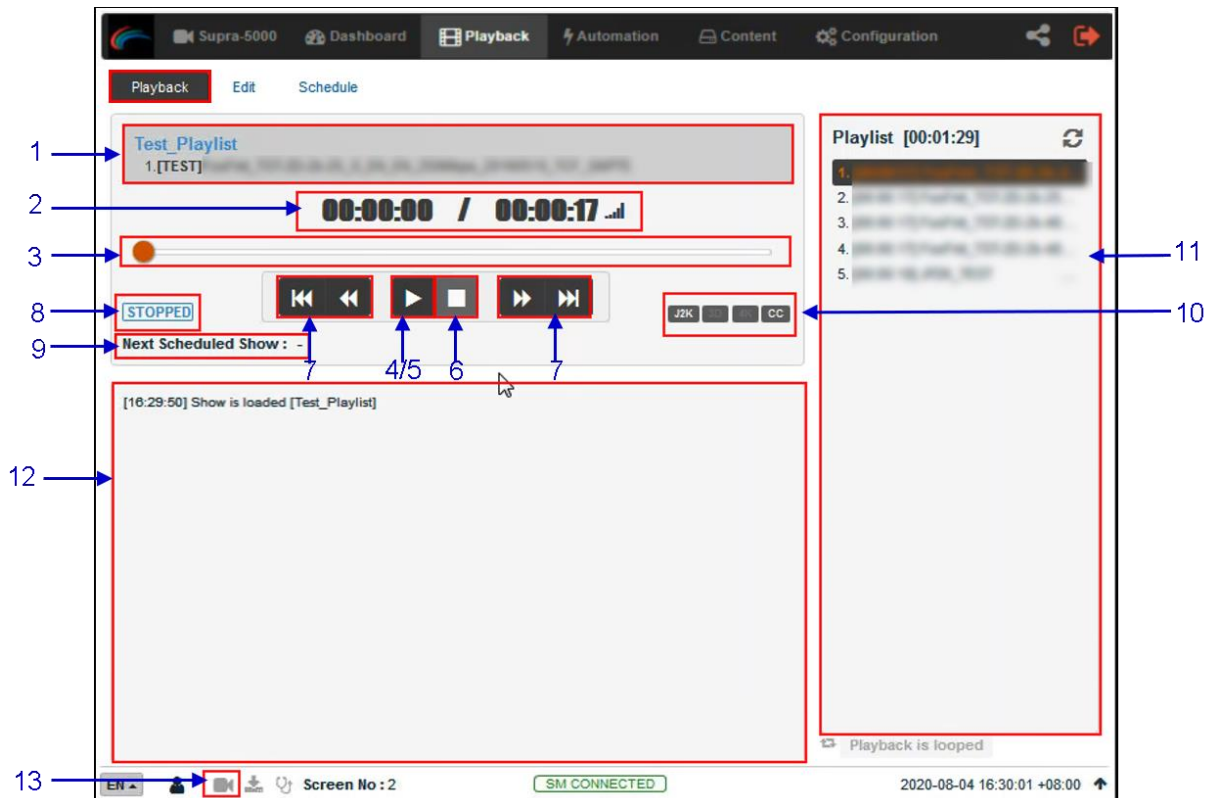 Supra-5000 Dashboard Playback Automation Content Configuration
Playback Edit Schedule
1
Test_Playlist
1.[TEST]
2
00:00:00 / 00:00:17
3
8
STOPPED
9
Next Scheduled Show : -
7
4/5
6
7
J2K 3D 4K CC
10
Playlist [00:01:29]
1.
2.
3.
4.
5.
11
12
[16:29:50] Show is loaded [Test_Playlist]
Playback is looped
13
EN Screen No : 2 SM CONNECTED 2020-08-04 16:30:01 +08:00